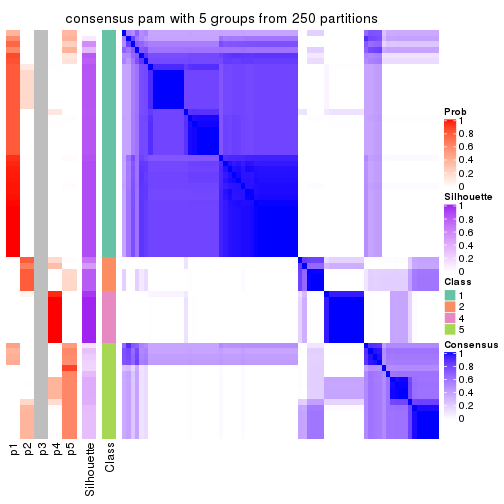 consensus pam with 5 groups from 250 partitions
Prob
1
0.8
0.6
0.4
0.2
0
Silhouette
1
0.8
0.6
0.4
0.2
0
Class
1
2
4
5
Consensus
1
0.8
0.6
0.4
0.2
0
p1
p2
p3
p4
p5
Silhouette
Class